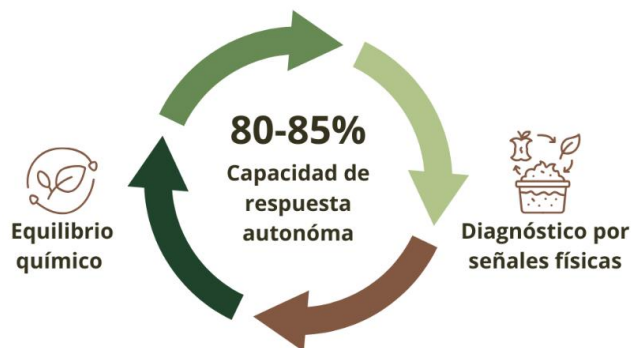 80-85%
Capacidad de
respuesta
autonóma
Equilibrio
químico
Diagnóstico por
señales físicas